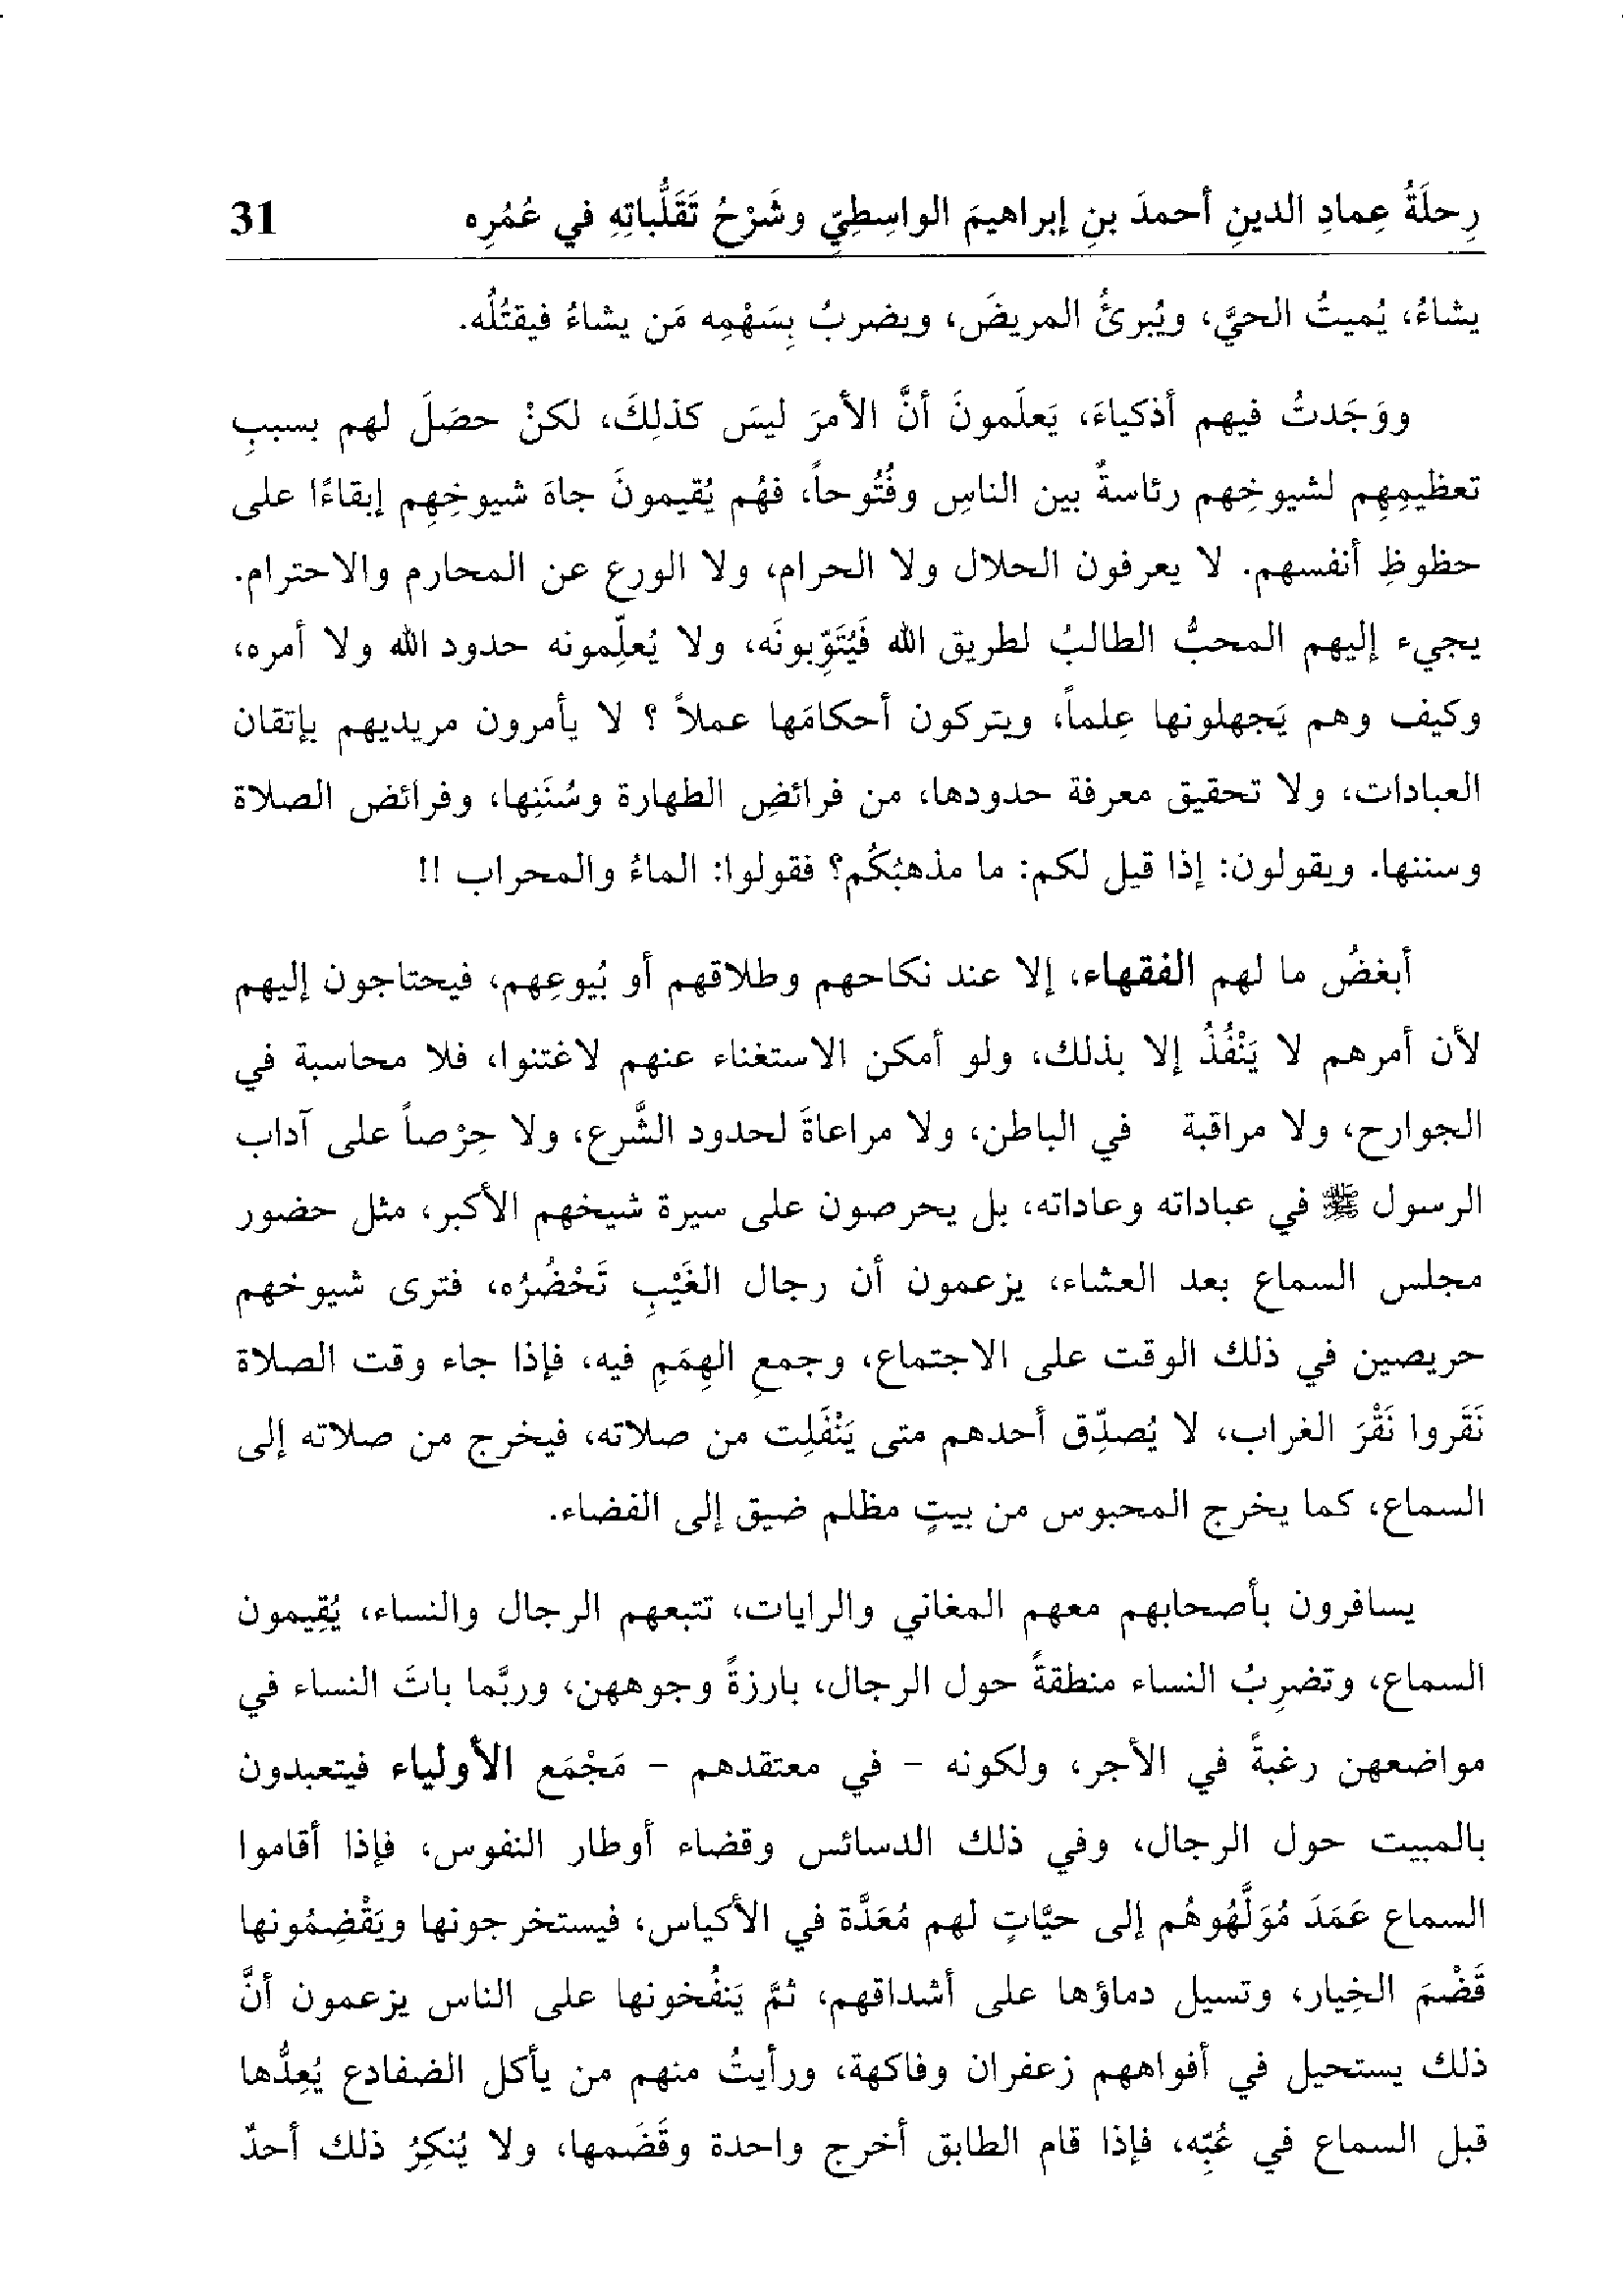 رِحلَةُ عِمادِ الدينِ أحمدَ بنِ إبراهيمَ الواسِطِيِّ وشَرْحُ تَقَلُّباتِهِ في عُمُرِه 31
يشاءُ، يُميتُ الحيَّ، ويُبرئُ المريضَ، ويضربُ بِسَهْمِه مَن يشاءُ فيقتُلُه.
ووَجَدتُ فيهم أذكياءَ، يَعلَمونَ أنَّ الأمرَ ليسَ كذلِكَ، لكنْ حصَلَ لهم بسببِ
تعظيمِهِم لشيوخِهم رئاسةٌ بين الناسِ وفُتُوحاً، فهُم يُقيمونَ جاهَ شيوخِهِم إبقاءًا على
حظوظِ أنفسهم. لا يعرفون الحلال ولا الحرام، ولا الورع عن المحارم والاحترام.
يجيء إليهم المحبُّ الطالبُ لطريق الله فَيُتَوِّبونَه، ولا يُعلِّمونه حدود الله ولا أمره،
وكيف وهم يَجهلونها عِلماً، ويتركون أحكامَها عملاً ؟ لا يأمرون مريديهم بإتقان
العبادات، ولا تحقيق معرفة حدودها، من فرائضِ الطهارة وسُنَنِها، وفرائض الصلاة
وسننها. ويقولون: إذا قيل لكم: ما مذهبُكُم؟ فقولوا: الماءُ والمحراب !!
أبغضُ ما لهم الفقهاء، إلا عند نكاحهم وطلاقهم أو بُيوعِهم، فيحتاجون إليهم
لأن أمرهم لا يَنْفُذُ إلا بذلك، ولو أمكن الاستغناء عنهم لاغتنوا، فلا محاسبة في
الجوارح، ولا مراقبة في الباطن، ولا مراعاةَ لحدود الشَّرع، ولا حِرْصاً على آداب
الرسول ﷺ في عباداته وعاداته، بل يحرصون على سيرة شيخهم الأكبر، مثل حضور
مجلس السماع بعد العشاء، يزعمون أن رجال الغَيْبِ تَحْضُرُه، فترى شيوخهم
حريصين في ذلك الوقت على الاجتماع، وجمعِ الهِمَمِ فيه، فإذا جاء وقت الصلاة
نَقَروا نَقْرَ الغراب، لا يُصدِّق أحدهم متى يَنْفَلِت من صلاته، فيخرج من صلاته إلى
السماع، كما يخرج المحبوس من بيتٍ مظلم ضيق إلى الفضاء.
يسافرون بأصحابهم معهم المغاني والرايات، تتبعهم الرجال والنساء، يُقِيمون
السماع، وتضرِبُ النساء منطقةً حول الرجال، بارزةً وجوههن، وربَّما باتَ النساء في
مواضعهن رغبةً في الأجر، ولكونه - في معتقدهم - مَجْمَع الأولياء فيتعبدون
بالمبيت حول الرجال، وفي ذلك الدسائس وقضاء أوطار النفوس، فإذا أقاموا
السماع عَمَدَ مُوَلَّهُوهُم إلى حيَّاتٍ لهم مُعَدَّة في الأكياس، فيستخرجونها ويَقْضِمُونها
قَضْمَ الخِيار، وتسيل دماؤها على أشداقهم، ثمَّ يَنفُخونها على الناس يزعمون أنَّ
ذلك يستحيل في أفواههم زعفران وفاكهة، ورأيتُ منهم من يأكل الضفادع يُعِدُّها
قبل السماع في عُبِّه، فإذا قام الطابق أخرج واحدة وقَضَمها، ولا يُنكِرُ ذلك أحدٌ